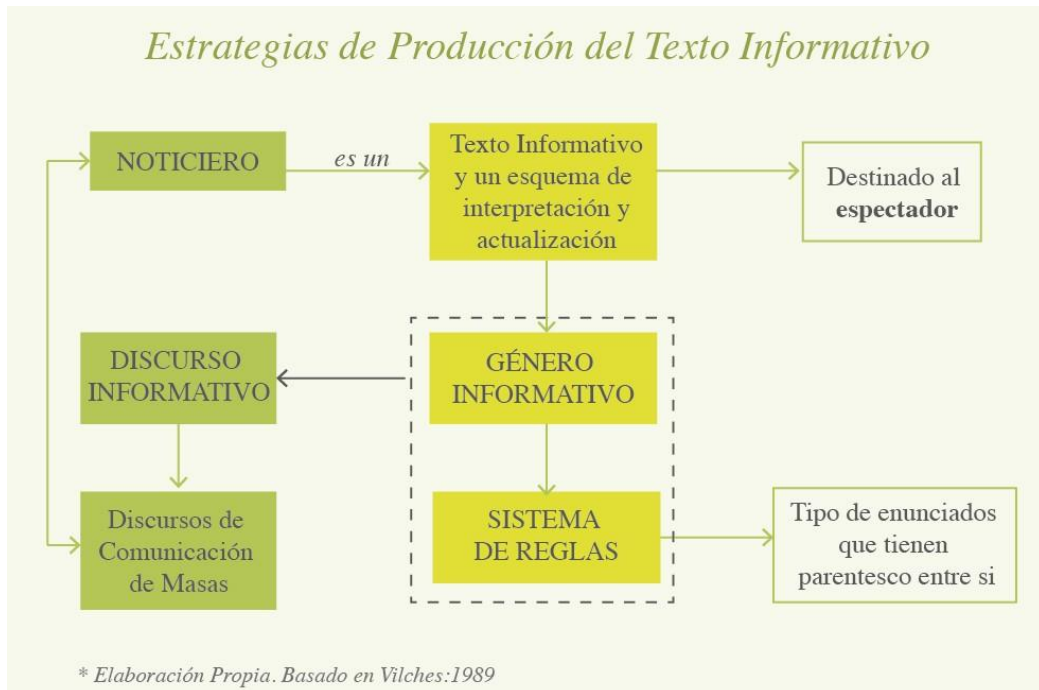 Estrategias de Producción del Texto Informativo
NOTICIERO
es un
Texto Informativo
y un esquema de
interpretación y
actualización
Destinado al
espectador
DISCURSO
INFORMATIVO
GÉNERO
INFORMATIVO
Discursos de
Comunicación
de Masas
SISTEMA
DE REGLAS
Tipo de enunciados
que tienen
parentesco entre si
* Elaboración Propia. Basado en Vilches:1989